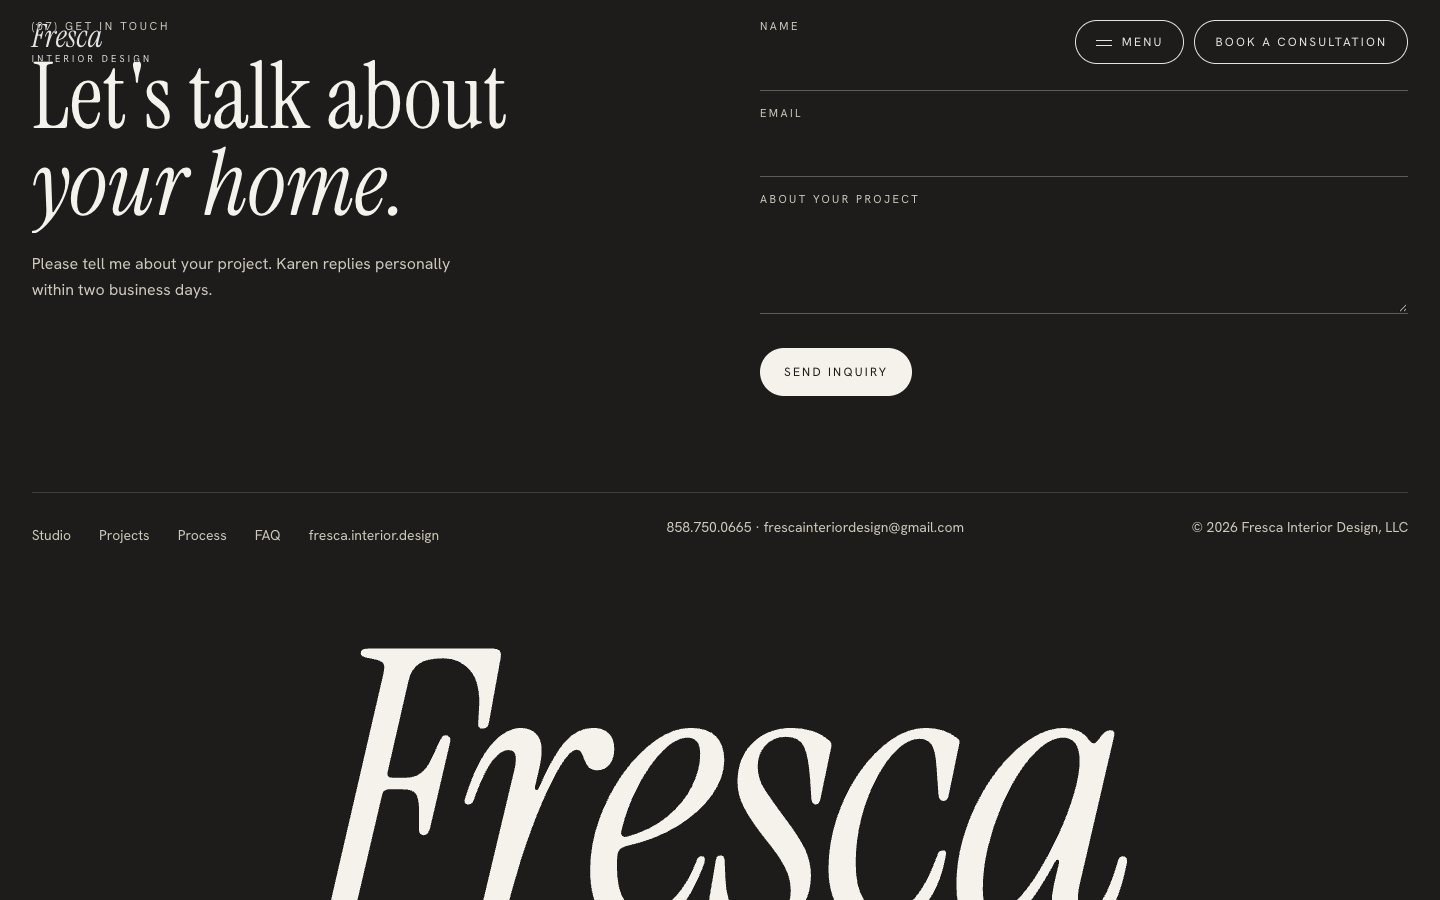 (07) GET IN TOUCH
Fresca
INTERIOR DESIGN
MENU
BOOK A CONSULTATION
Let's talk about
your home.
Please tell me about your project. Karen replies personally
within two business days.
NAME
EMAIL
ABOUT YOUR PROJECT
SEND INQUIRY
Studio
Projects
Process
FAQ
fresca.interior.design
858.750.0665 · frescainteriordesign@gmail.com
© 2026 Fresca Interior Design, LLC
Fresca